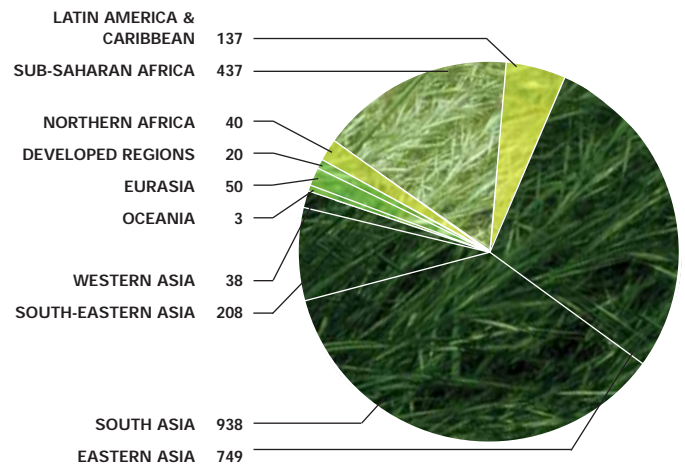 LATIN AMERICA &
CARIBBEAN 137
SUB-SAHARAN AFRICA 437
NORTHERN AFRICA 40
DEVELOPED REGIONS 20
EURASIA 50
OCEANIA 3
WESTERN ASIA 38
SOUTH-EASTERN ASIA 208
SOUTH ASIA 938
EASTERN ASIA 749